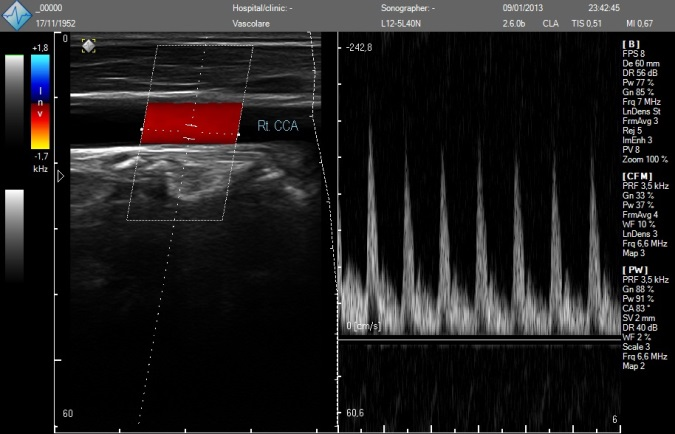 _00000 Hospital/clinic: - Sonographer: - 09/01/2013 23:42:45
17/11/1952 Vascolare L12-5L40N 2.6.0b CLA TIS 0,51 MI 0,67
+1,8
Inv
-1,7
kHz
0
60
Rt. CCA
-242,8
0 [cm/s]
60,6
6
[ B ]
FPS 8
De 60 mm
DR 56 dB
Pw 77 %
Gn 85 %
Frq 7 MHz
LnDens St
FrmAvg 3
Rej 5
ImEnh 3
PV 8
Zoom 100 %
[CFM]
PRF 3,5 kHz
Gn 33 %
Pw 37 %
FrmAvg 4
WF 10 %
LnDens 3
Frq 6,6 MHz
Map 3
[ PW ]
PRF 3,5 kHz
Gn 88 %
Pw 91 %
CA 83 °
SV 2 mm
DR 40 dB
WF 2 %
Scale 3
Frq 6,6 MHz
Map 2